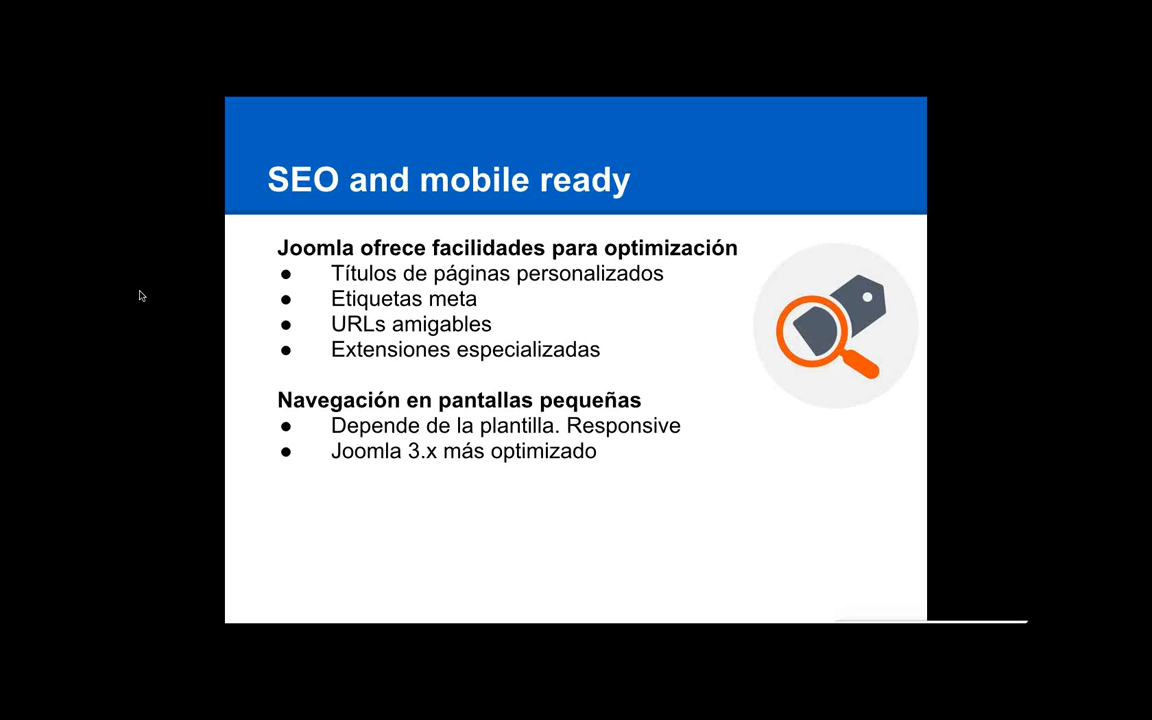 SEO and mobile ready
Joomla ofrece facilidades para optimización
● Títulos de páginas personalizados
● Etiquetas meta
● URLs amigables
● Extensiones especializadas
Navegación en pantallas pequeñas
● Depende de la plantilla. Responsive
● Joomla 3.x más optimizado